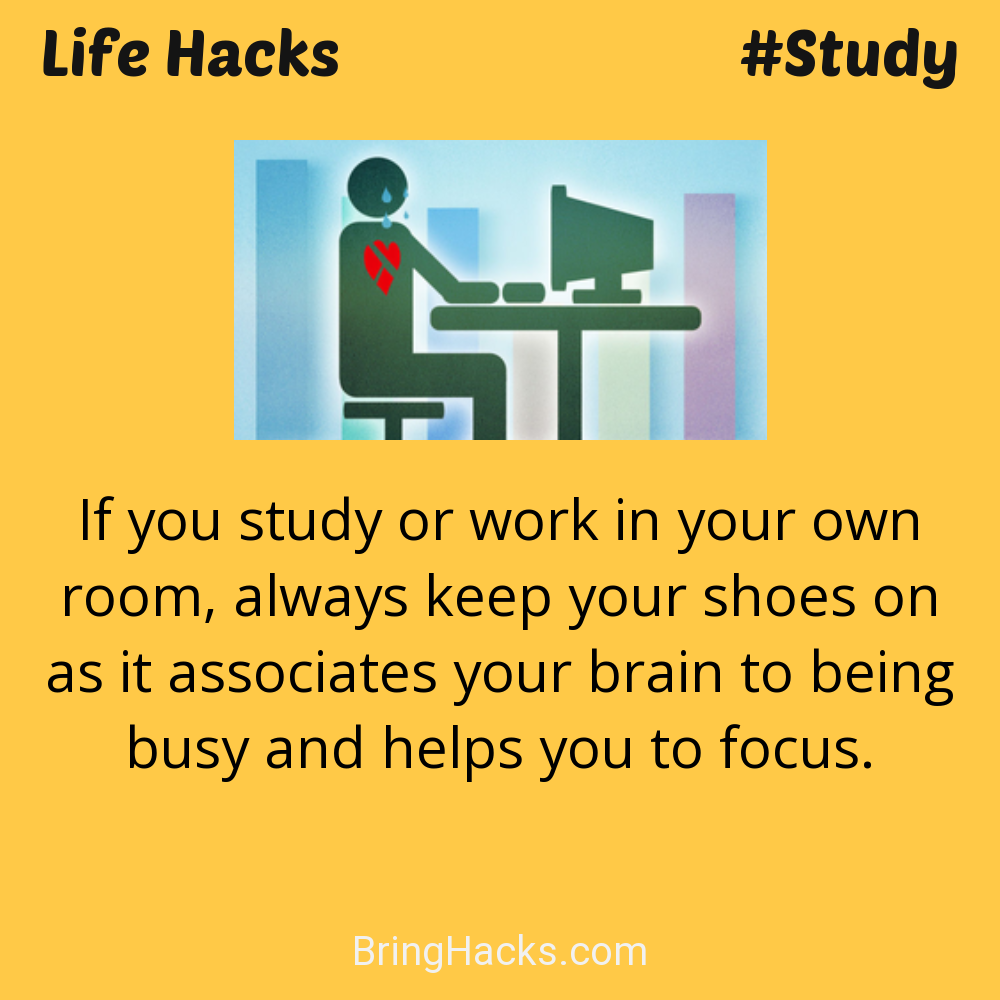 Life Hacks
#Study
If you study or work in your own
room, always keep your shoes on
as it associates your brain to being
busy and helps you to focus.
BringHacks.com